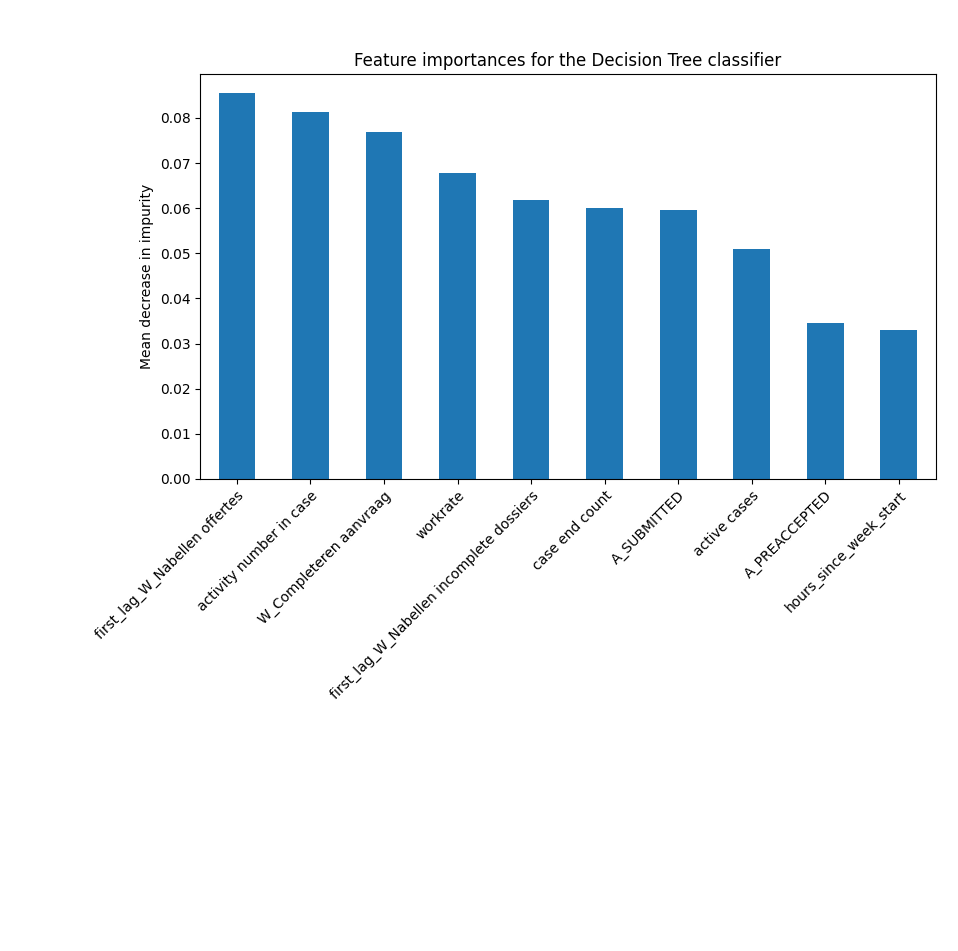 Feature importances for the Decision Tree classifier
Mean decrease in impurity
0.08
0.07
0.06
0.05
0.04
0.03
0.02
0.01
0.00
first_lag_W_Nabellen offertes
activity number in case
W_Completeren aanvraag
workrate
first_lag_W_Nabellen incomplete dossiers
case end count
A_SUBMITTED
active cases
A_PREACCEPTED
hours_since_week_start